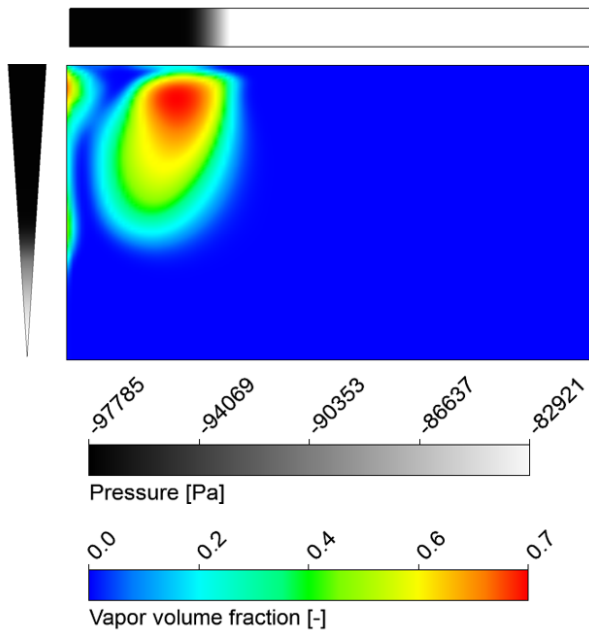 -97785 -94069 -90353 -86637 -82921
Pressure [Pa]
0.0 0.2 0.4 0.6 0.7
Vapor volume fraction [-]